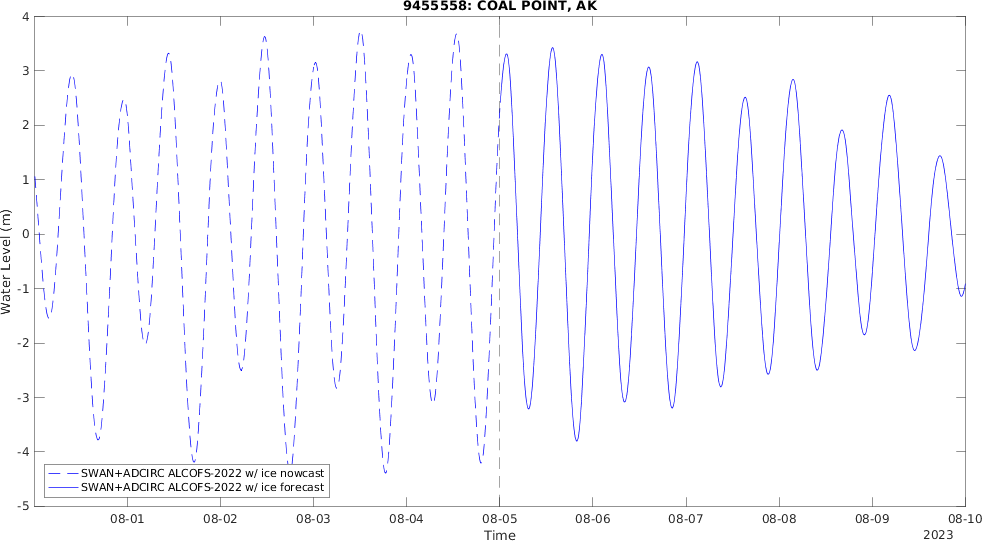 9455558: COAL POINT, AK
4
3
2
1
0
-1
-2
-3
-4
-5
Water Level (m)
SWAN+ADCIRC ALCOFS-2022 w/ ice nowcast
SWAN+ADCIRC ALCOFS-2022 w/ ice forecast
08-01 08-02 08-03 08-04 08-05 08-06 08-07 08-08 08-09 08-10
Time
2023